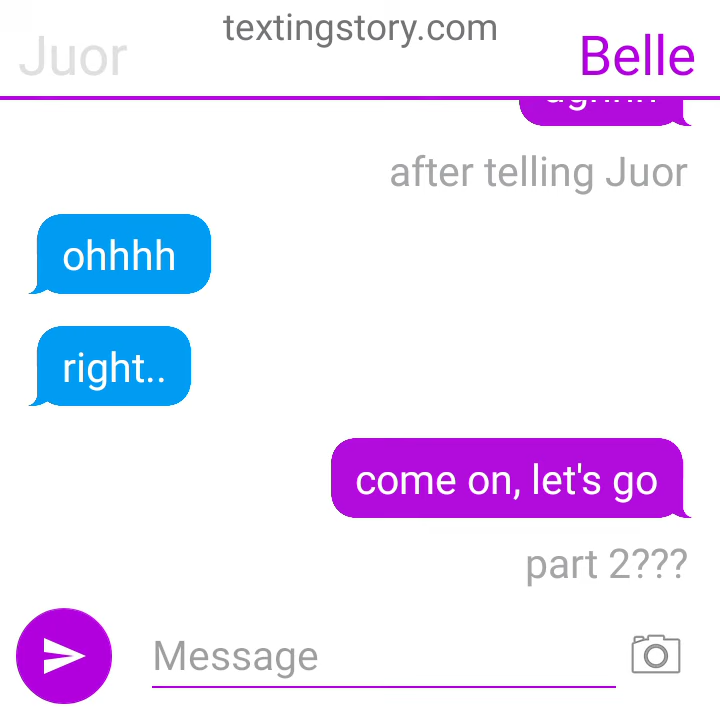 textingstory.com
Juor
Belle
after telling Juor
ohhhh
right..
come on, let's go
part 2???
Message